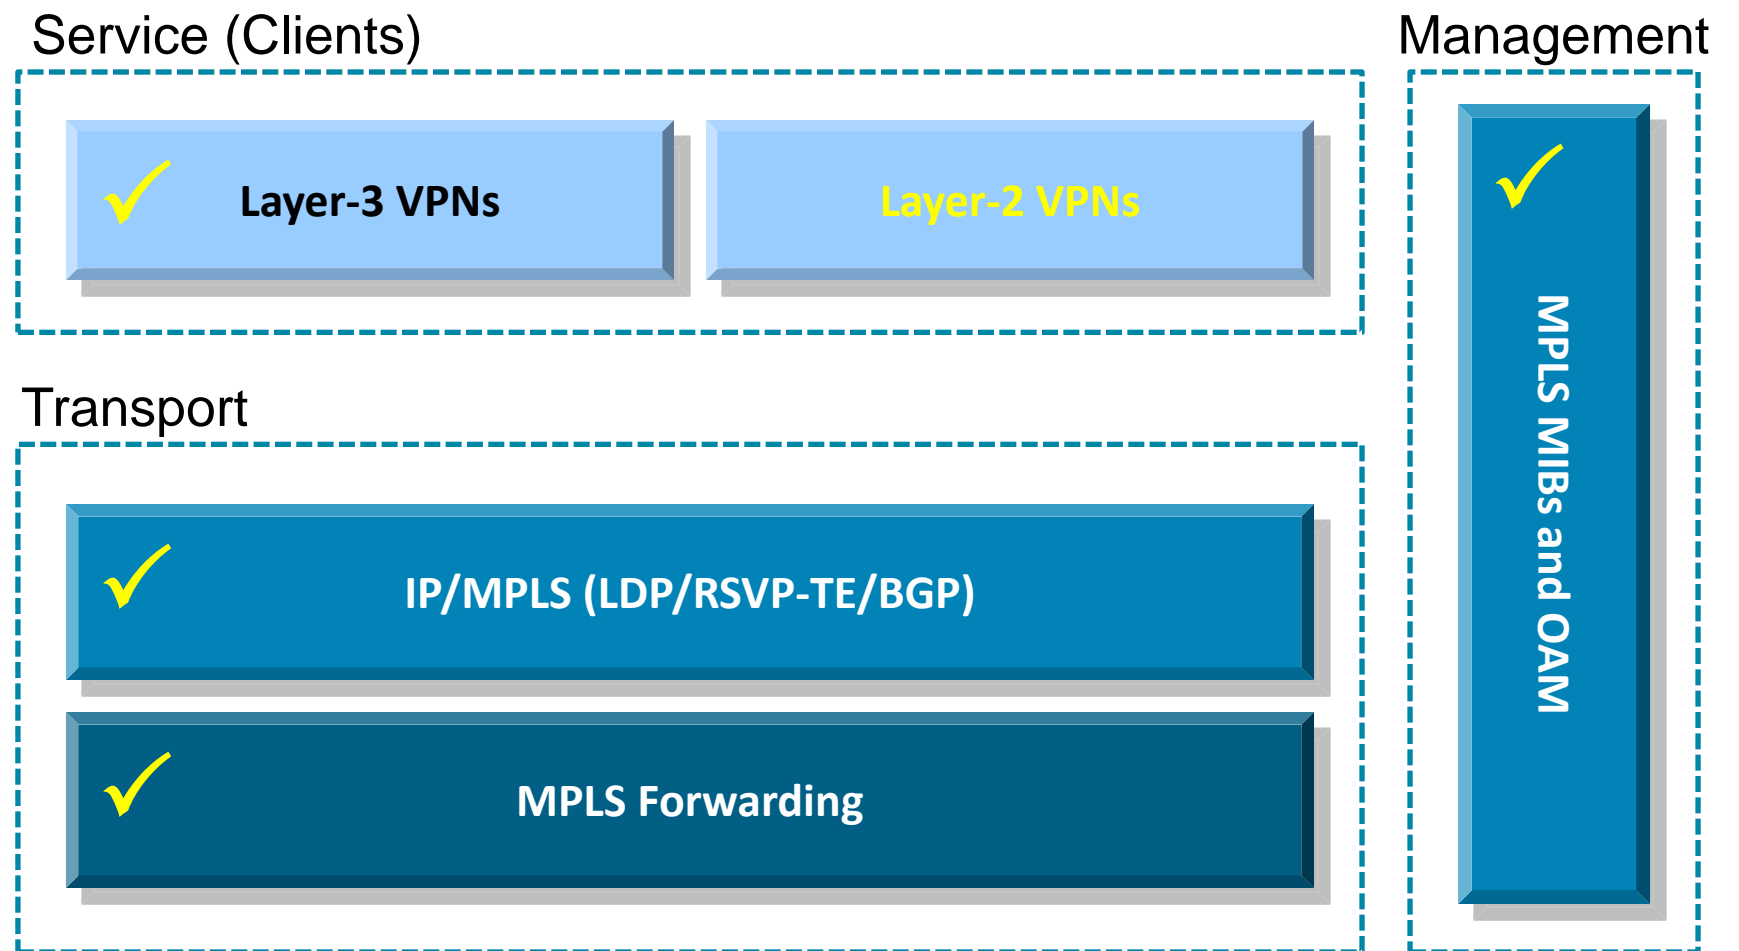 Service (Clients)
Management
Layer-3 VPNs
Layer-2 VPNs
MPLS MIBs and OAM
Transport
IP/MPLS (LDP/RSVP-TE/BGP)
MPLS Forwarding